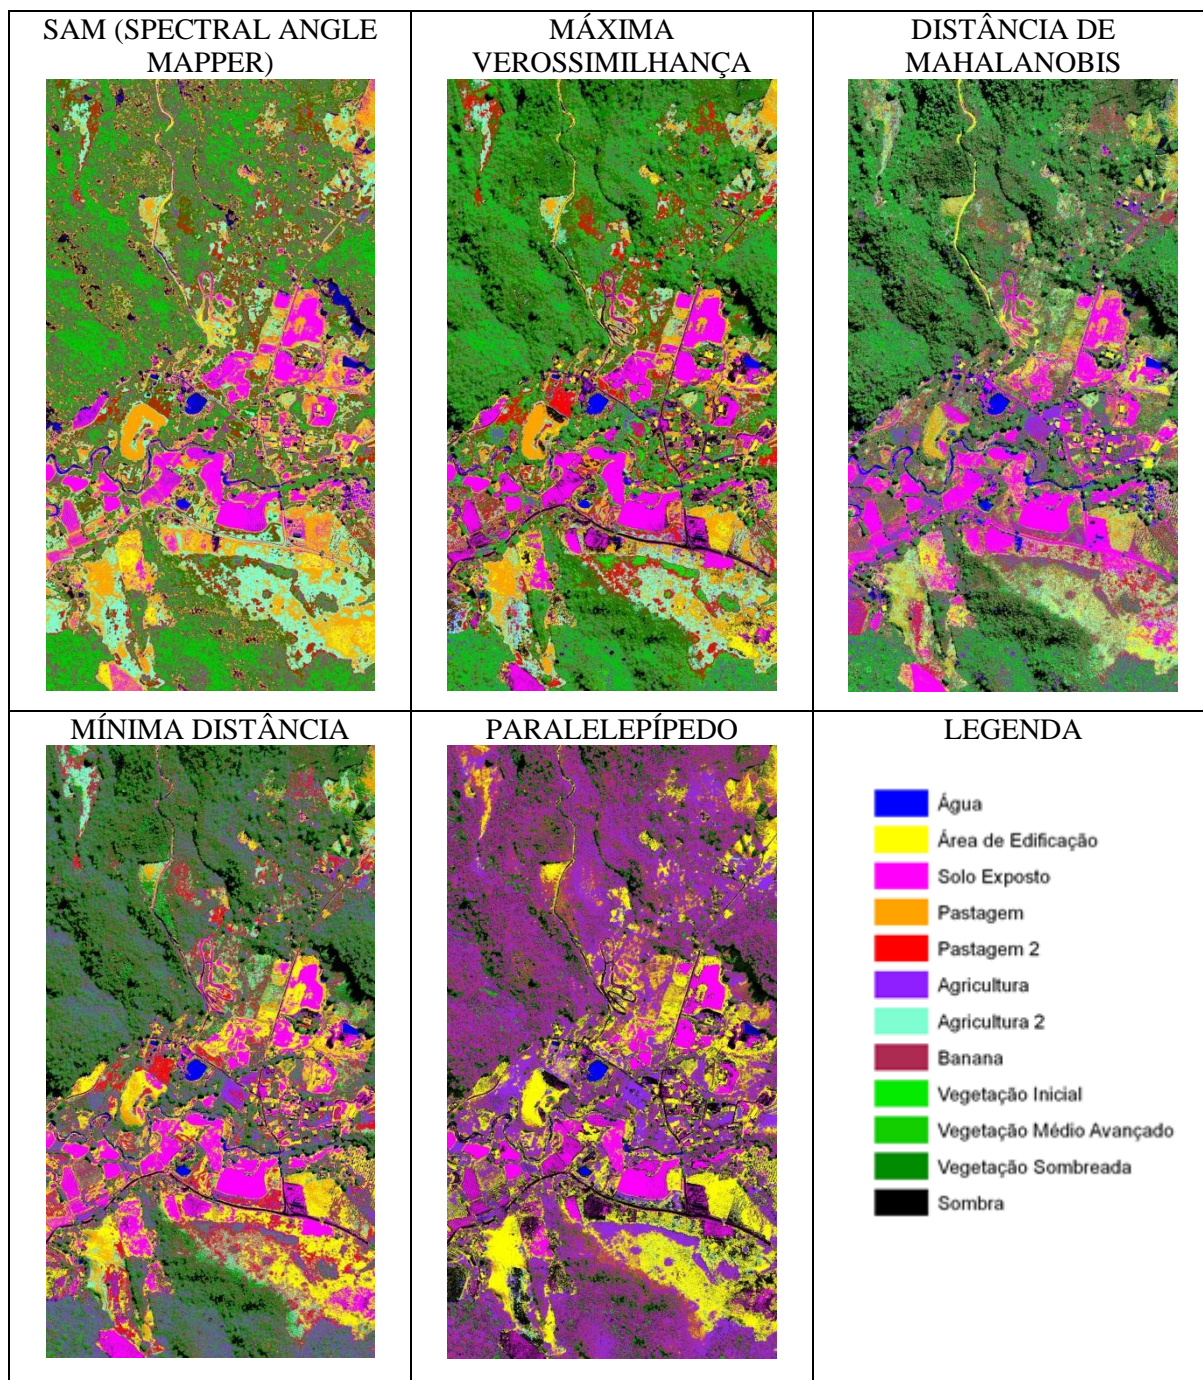 SAM (SPECTRAL ANGLE
MAPPER)
MÁXIMA
VEROSSIMILHANÇA
DISTÂNCIA DE
MAHALANOBIS
MÍNIMA DISTÂNCIA
PARALELEPÍPEDO
LEGENDA
Água
Área de Edificação
Solo Exposto
Pastagem
Pastagem 2
Agricultura
Agricultura 2
Banana
Vegetação Inicial
Vegetação Médio Avançado
Vegetação Sombreada
Sombra